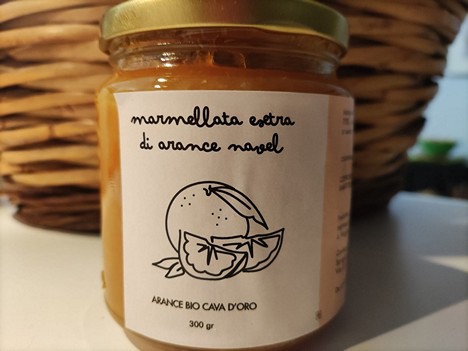 marmellata extra
di arance navel
ARANCE BIO CAVA D'ORO
300 gr